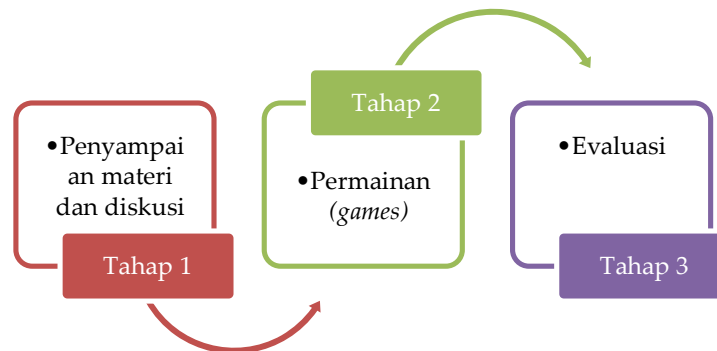 •Penyampai
an materi
dan diskusi
Tahap 1
Tahap 2
•Permainan
(games)
•Evaluasi
Tahap 3